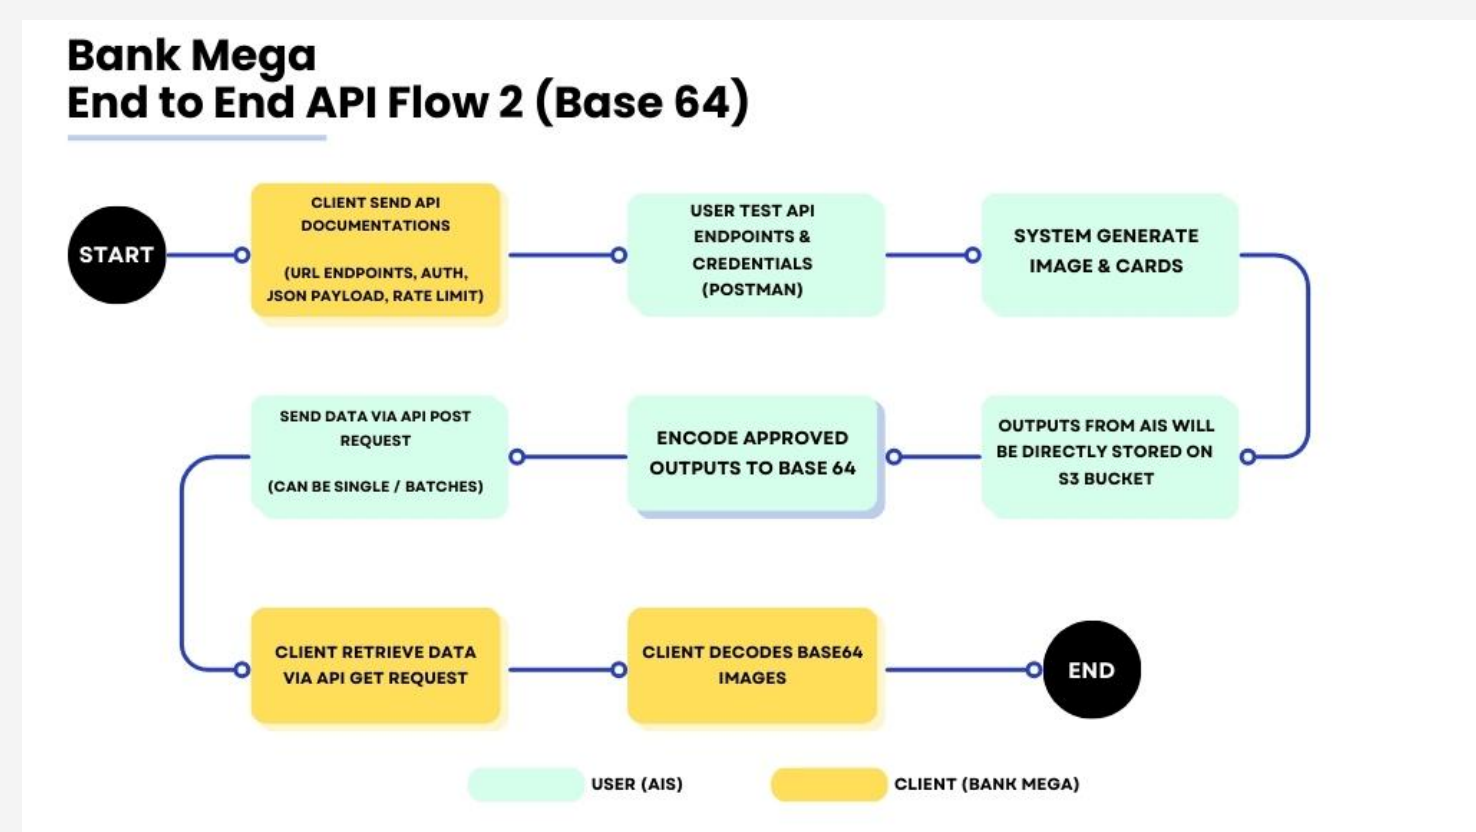 Bank Mega
End to End API Flow 2 (Base 64)
START
CLIENT SEND API
DOCUMENTATIONS
(URL ENDPOINTS, AUTH,
JSON PAYLOAD, RATE LIMIT)
USER TEST API
ENDPOINTS &
CREDENTIALS
(POSTMAN)
SYSTEM GENERATE
IMAGE & CARDS
OUTPUTS FROM AIS WILL
BE DIRECTLY STORED ON
S3 BUCKET
ENCODE APPROVED
OUTPUTS TO BASE 64
SEND DATA VIA API POST
REQUEST
(CAN BE SINGLE / BATCHES)
CLIENT RETRIEVE DATA
VIA API GET REQUEST
CLIENT DECODES BASE64
IMAGES
END
USER (AIS)
CLIENT (BANK MEGA)